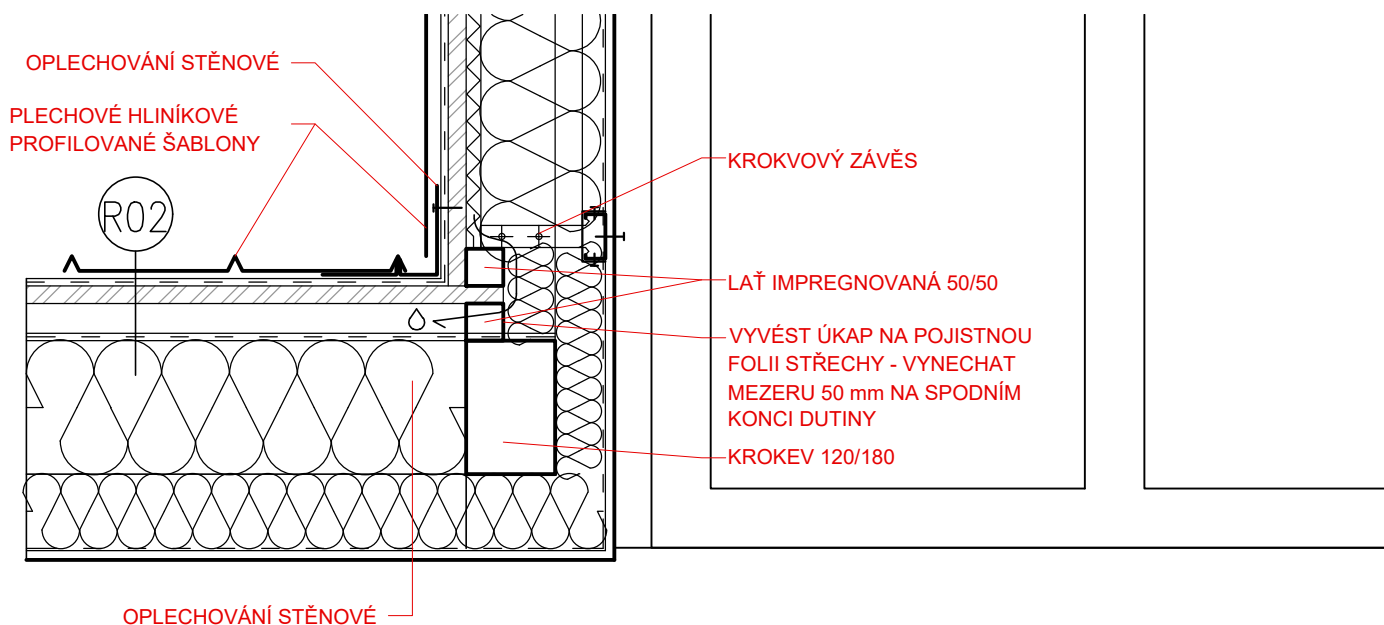 OPLECHOVÁNÍ STĚNOVÉ
PLECHOVÉ HLINÍKOVÉ
PROFILOVANÉ ŠABLONY
R02
KROKVOVÝ ZÁVĚS
LAŤ IMPREGNOVANÁ 50/50
VYVÉST ÚKAP NA POJISTNOU
FOLII STŘECHY - VYNECHAT
MEZERU 50 mm NA SPODNÍM
KONCI DUTINY
KROKEV 120/180
OPLECHOVÁNÍ STĚNOVÉ